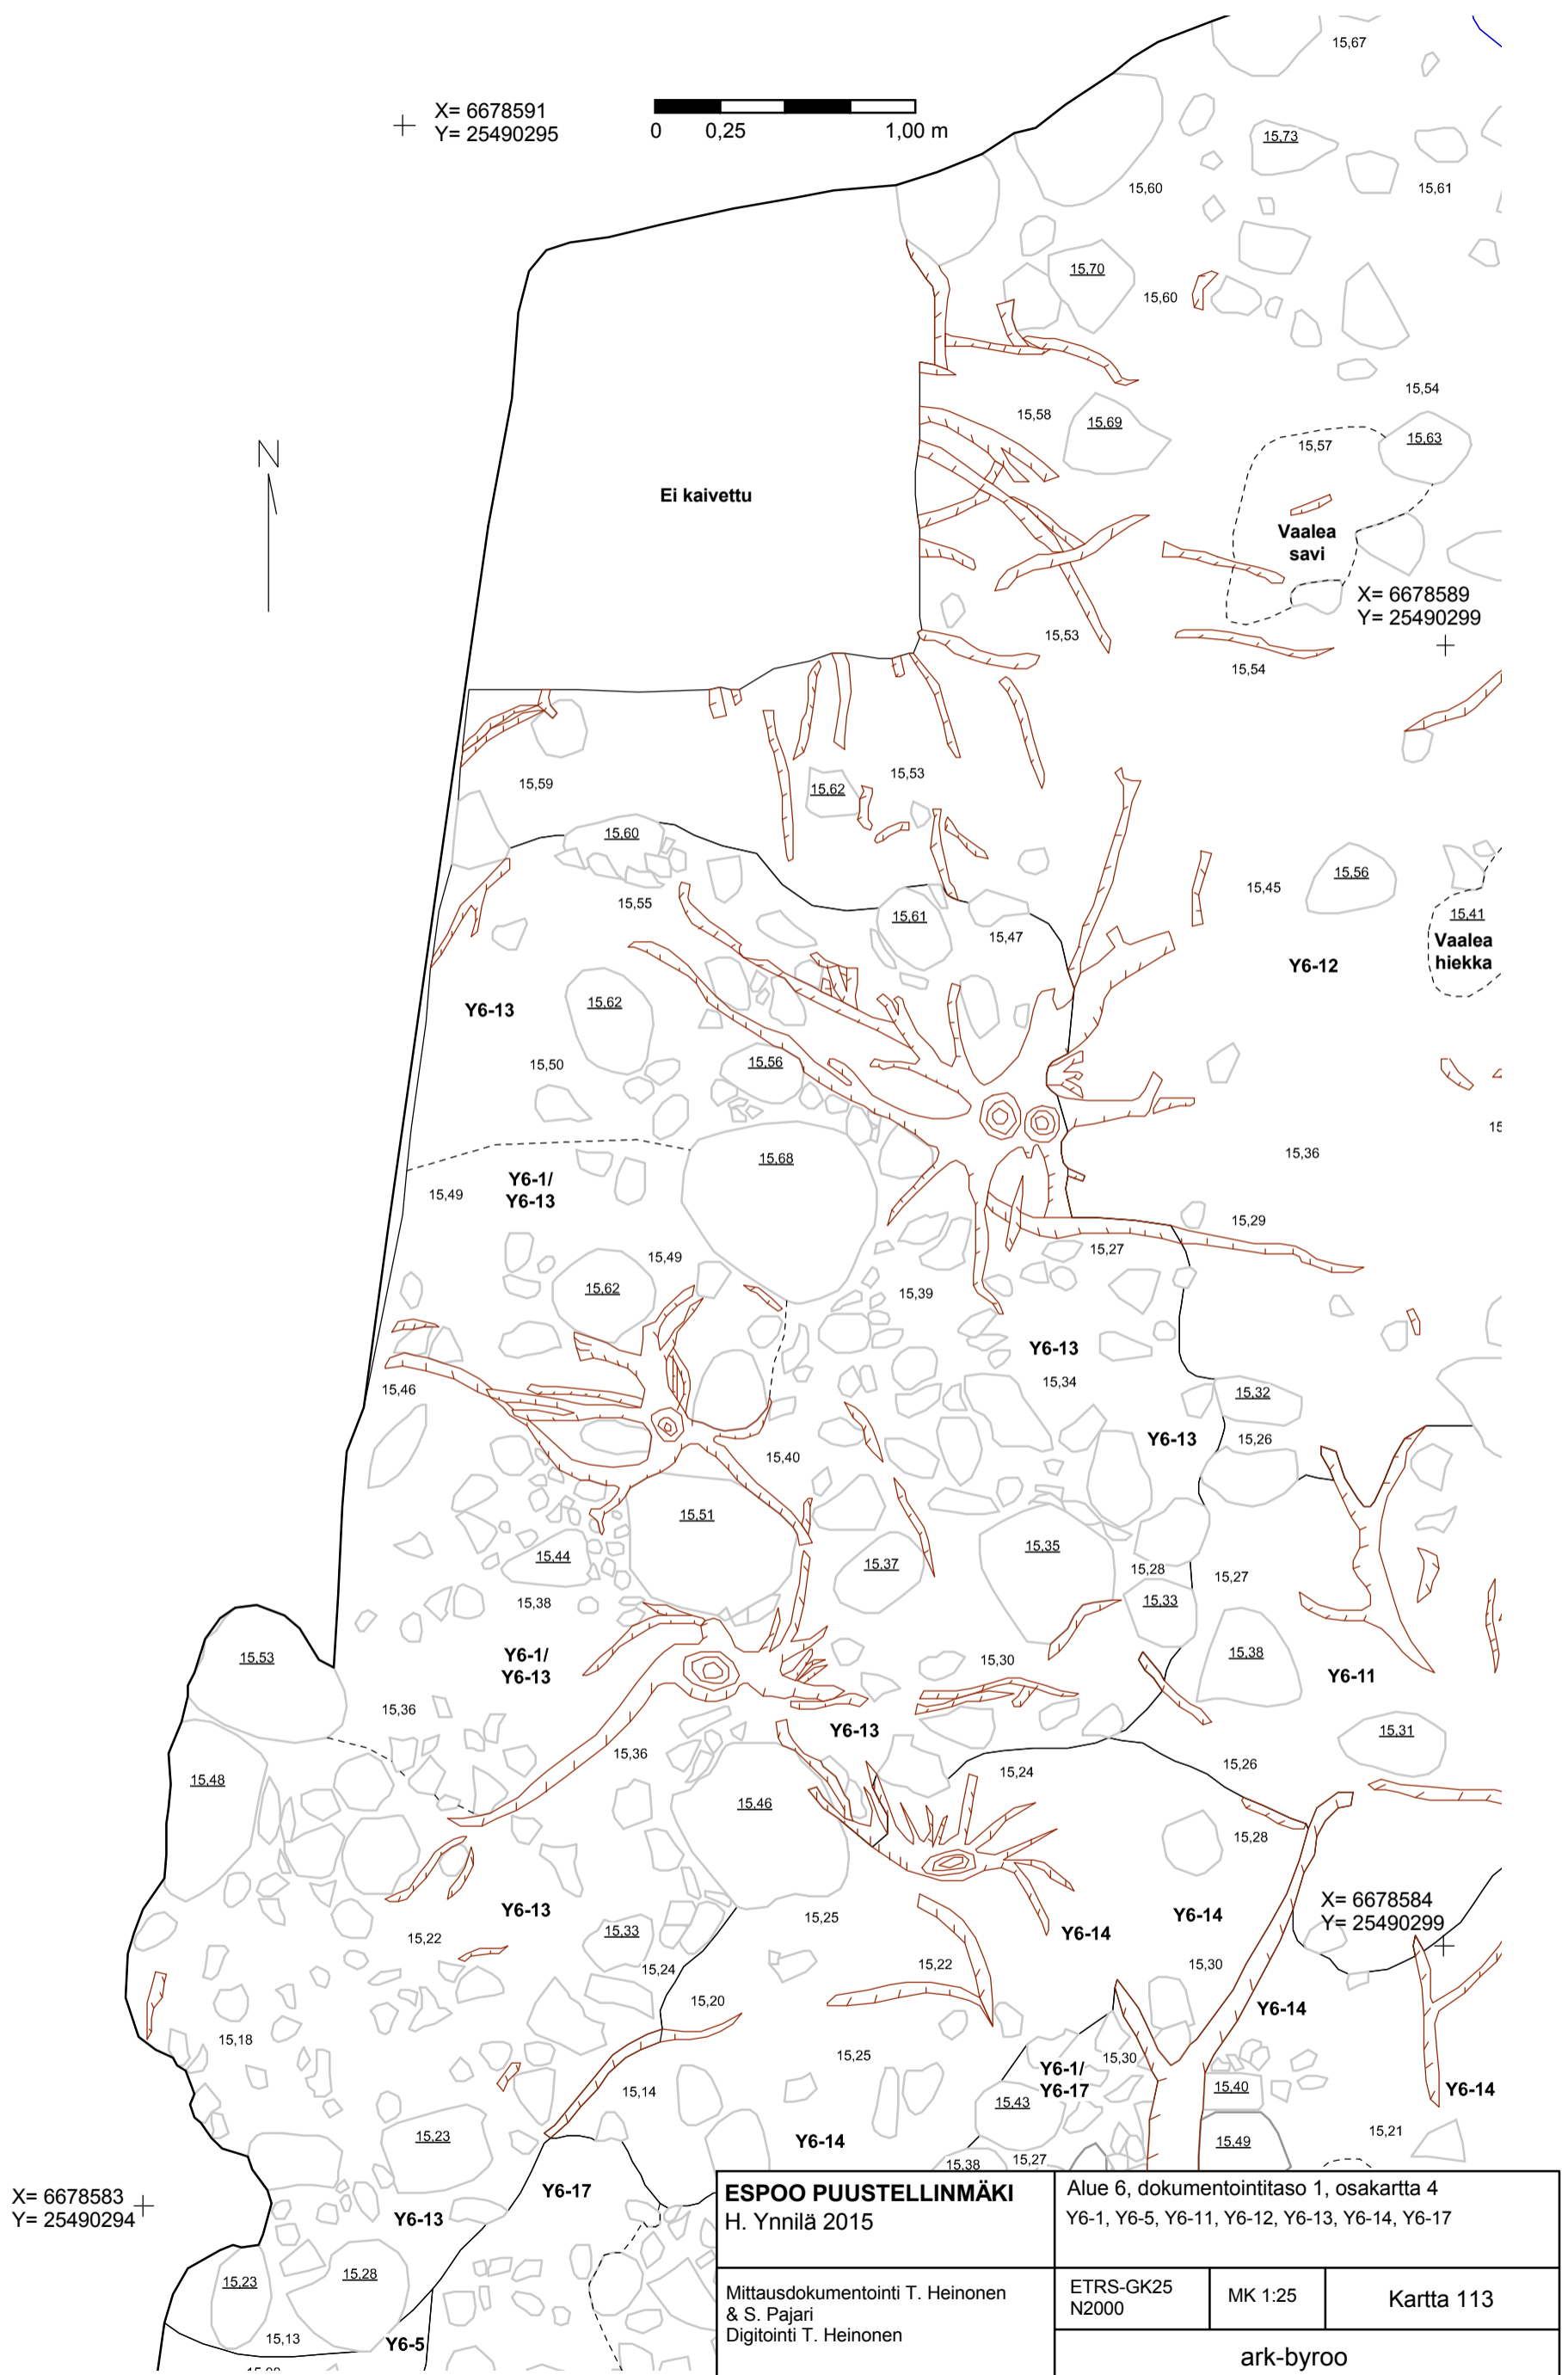 15,67
X= 6678591
Y= 25490295
0 0,25 1,00 m
15,73
15,60
15,61
15,70
15,60
N
15,54
15,58
15,69
15,57
15,63
Ei kaivettu
Vaalea
savi
X= 6678589
Y= 25490299
15,53
15,54
15,59
15,62
15,53
15,60
15,55
15,61
15,47
15,45
15,56
15,41
Vaalea
hiekka
Y6-12
Y6-13
15,62
15,50
15,56
15,68
15,36
Y6-1/
Y6-13
15,49
15,29
15,27
15,49
15,62
15,39
Y6-13
15,46
15,34
15,32
Y6-13
15,26
15,40
15,51
15,44
15,37
15,35
15,28
15,27
15,38
15,33
15,53
Y6-1/
Y6-13
15,30
15,38
Y6-11
15,36
Y6-13
15,31
15,36
15,24
15,26
15,48
15,46
15,28
Y6-13
15,25
Y6-14
Y6-14
X= 6678584
Y= 25490299
15,33
15,22
15,24
15,22
15,30
15,20
Y6-14
15,18
15,25
Y6-1/
Y6-17
15,30
15,14
15,43
15,40
Y6-14
15,23
Y6-14
15,49
15,21
15,38
15,27
X= 6678583
Y= 25490294
Y6-17
Y6-13
15,23
15,28
15,13
Y6-5
ESPOO PUUSTELLINMÄKI
H. Ynnilä 2015
Alue 6, dokumentointitaso 1, osakartta 4
Y6-1, Y6-5, Y6-11, Y6-12, Y6-13, Y6-14, Y6-17
Mittausdokumentointi T. Heinonen
& S. Pajari
Digitointi T. Heinonen
ETRS-GK25
N2000
MK 1:25
Kartta 113
ark-byroo